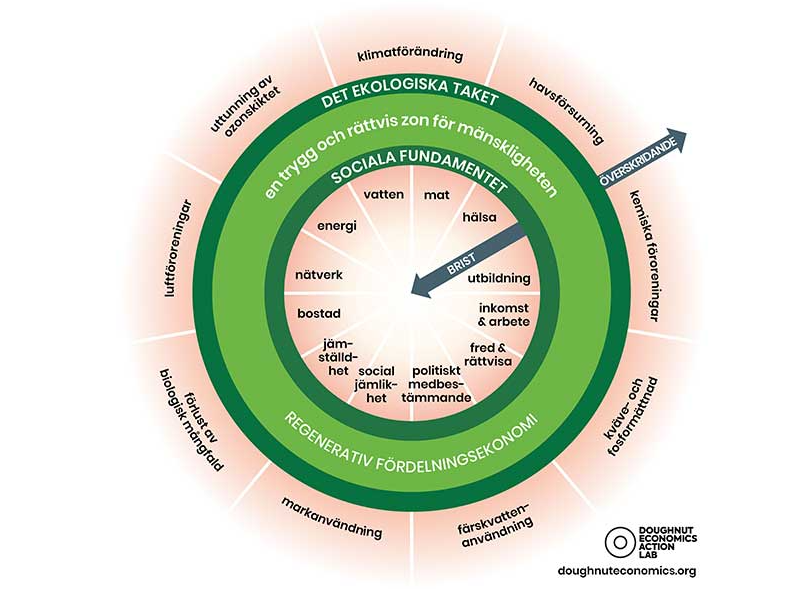 klimatförändring
havsförsurning
ÖVERSKRIDANDE
kemiska föroreningar
kväve- och
fosformättnad
färskvatten-
användning
markanvändning
förlust av
biologisk mångfald
luftföroreningar
uttunning av
ozonskiktet
DET EKOLOGISKA TAKET
en trygg och rättvis zon för mänskligheten
SOCIALA FUNDAMENTET
vatten
mat
hälsa
BRIST
utbildning
inkomst
& arbete
fred &
rättvisa
politiskt
medbes-
tämmande
social
jämlik-
het
jäm-
ställd-
het
bostad
nätverk
energi
REGENERATIV FÖRDELNINGSEKONOMI
DOUGHNUT
ECONOMICS
ACTION
LAB
doughnuteconomics.org